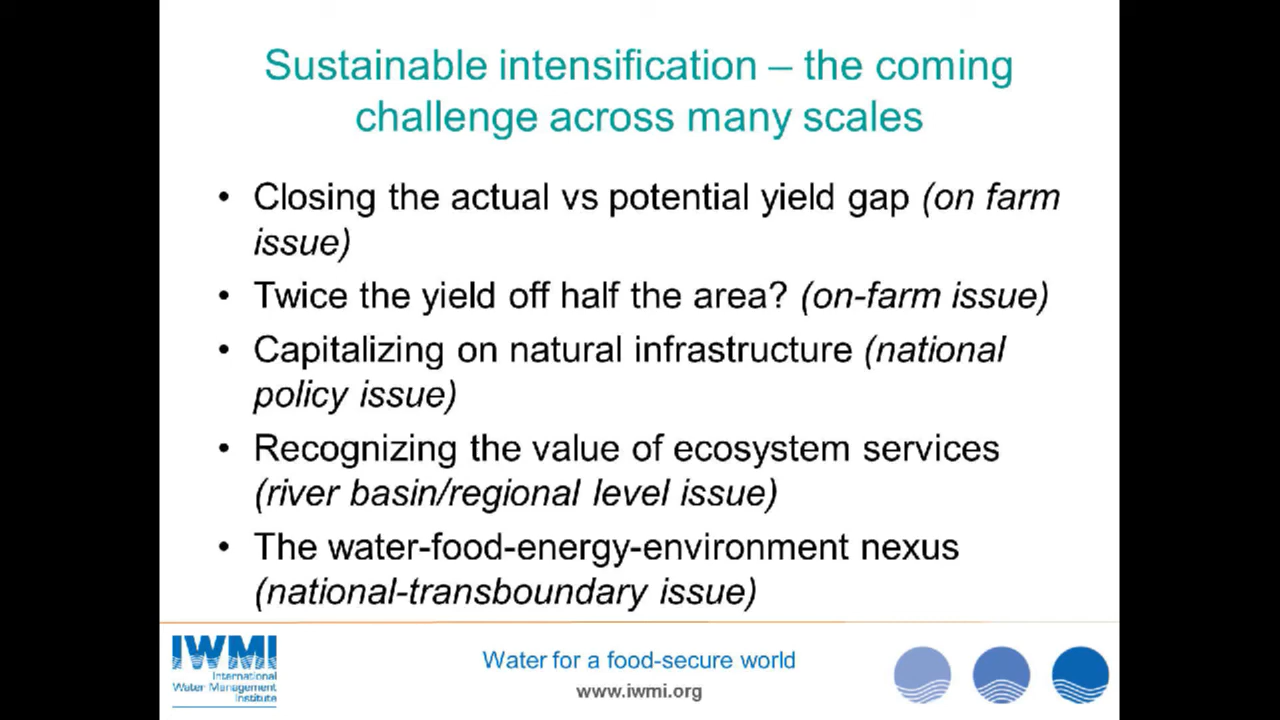 Sustainable intensification – the coming
challenge across many scales
• Closing the actual vs potential yield gap (on farm
issue)
• Twice the yield off half the area? (on-farm issue)
• Capitalizing on natural infrastructure (national
policy issue)
• Recognizing the value of ecosystem services
(river basin/regional level issue)
• The water-food-energy-environment nexus
(national-transboundary issue)
IWMI
International
Water Management
Institute
Water for a food-secure world
www.iwmi.org